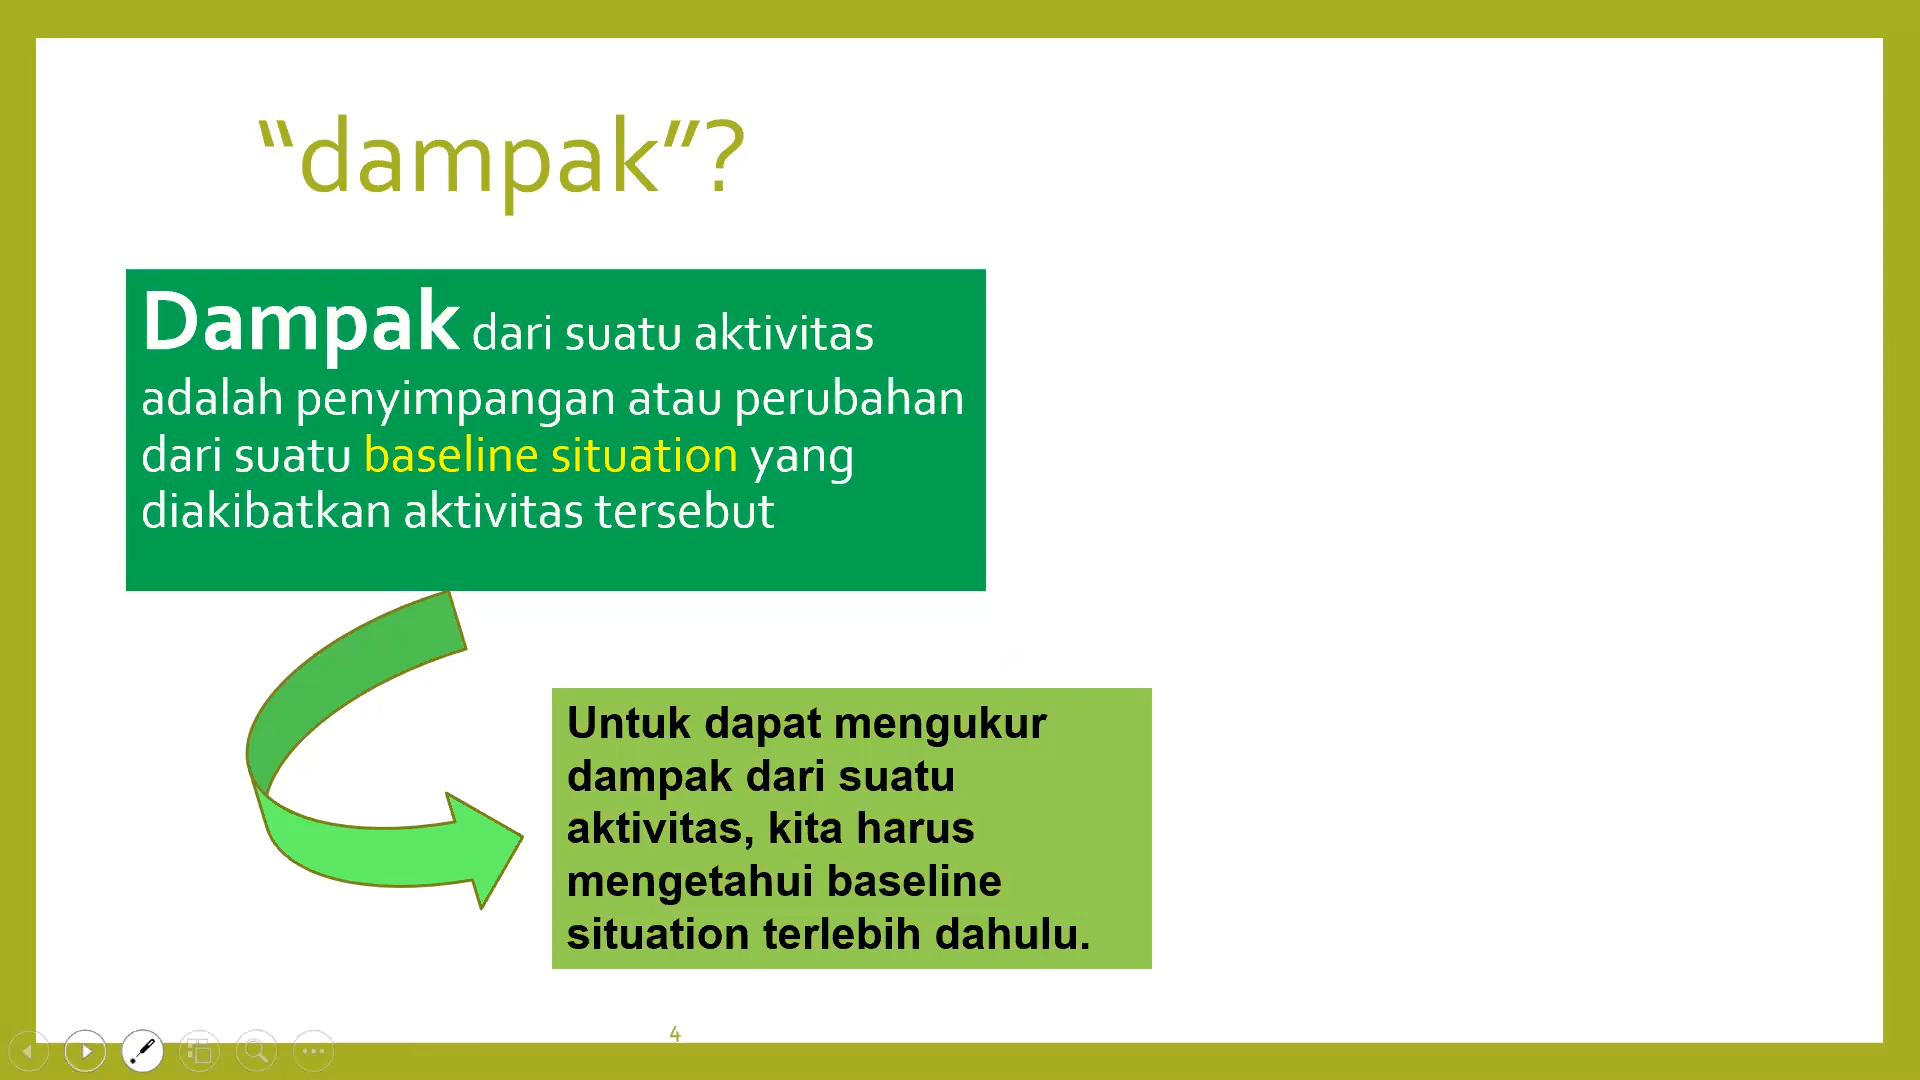 “dampak”?
Dampak dari suatu aktivitas
adalah penyimpangan atau perubahan
dari suatu baseline situation yang
diakibatkan aktivitas tersebut
Untuk dapat mengukur
dampak dari suatu
aktivitas, kita harus
mengetahui baseline
situation terlebih dahulu.
4